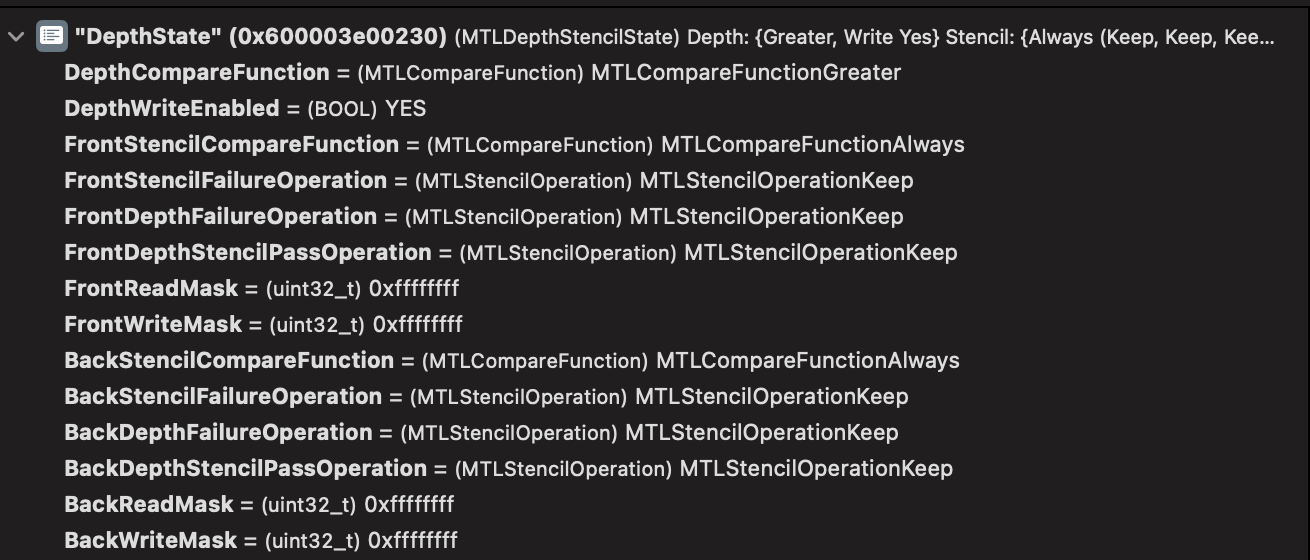 "DepthState" (0x600003e00230) (MTLDepthStencilState) Depth: {Greater, Write Yes} Stencil: {Always (Keep, Keep, Kee...
DepthCompareFunction = (MTLCompareFunction) MTLCompareFunctionGreater
DepthWriteEnabled = (BOOL) YES
FrontStencilCompareFunction = (MTLCompareFunction) MTLCompareFunctionAlways
FrontStencilFailureOperation = (MTLStencilOperation) MTLStencilOperationKeep
FrontDepthFailureOperation = (MTLStencilOperation) MTLStencilOperationKeep
FrontDepthStencilPassOperation = (MTLStencilOperation) MTLStencilOperationKeep
FrontReadMask = (uint32_t) 0xffffffff
FrontWriteMask = (uint32_t) 0xffffffff
BackStencilCompareFunction = (MTLCompareFunction) MTLCompareFunctionAlways
BackStencilFailureOperation = (MTLStencilOperation) MTLStencilOperationKeep
BackDepthFailureOperation = (MTLStencilOperation) MTLStencilOperationKeep
BackDepthStencilPassOperation = (MTLStencilOperation) MTLStencilOperationKeep
BackReadMask = (uint32_t) 0xffffffff
BackWriteMask = (uint32_t) 0xffffffff